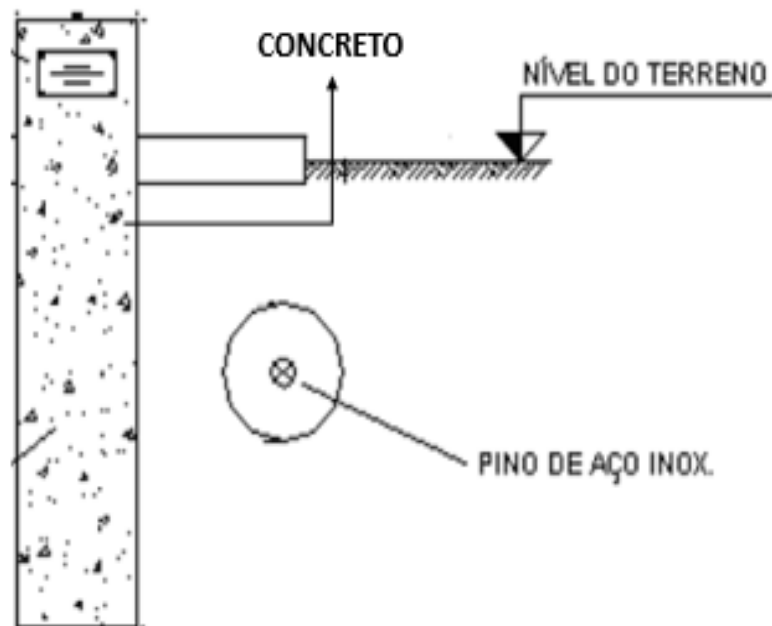 CONCRETO
NÍVEL DO TERRENO
PINO DE AÇO INOX.